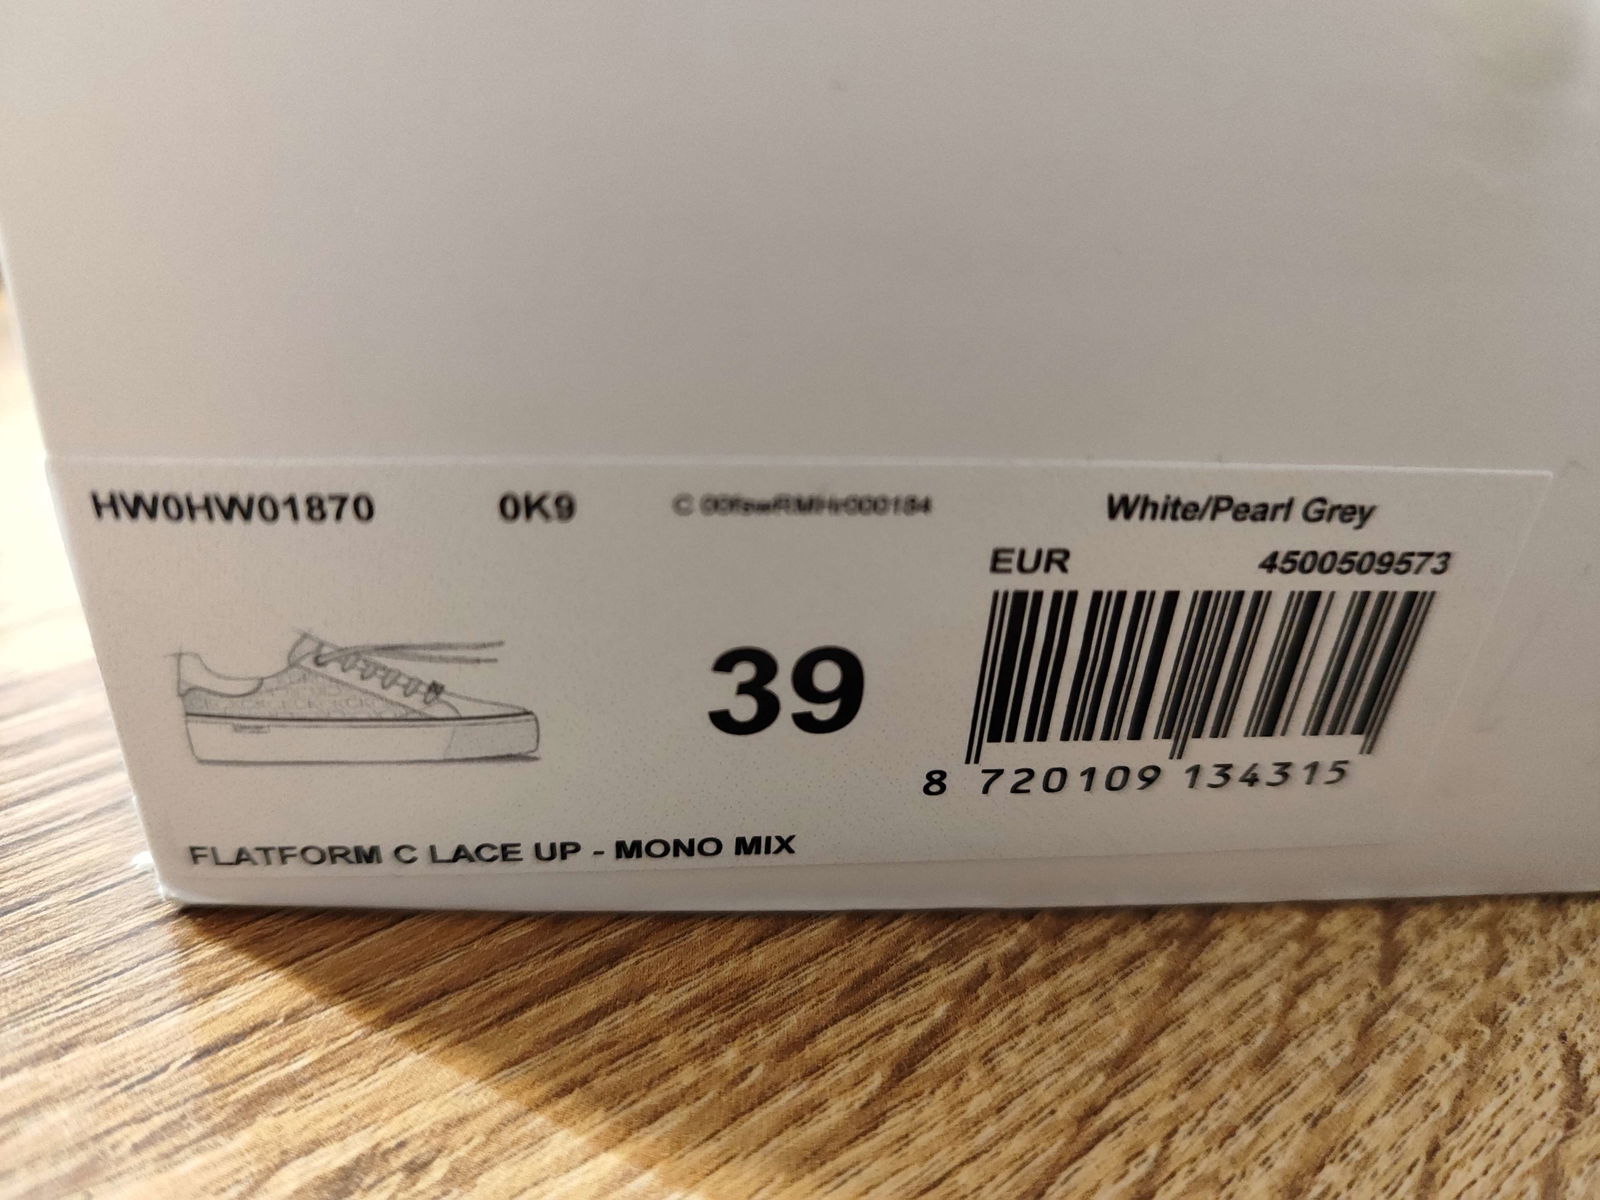 HW0HW01870 0K9 White/Pearl Grey
EUR 4500509573
39
8 720109 134315
FLATFORM C LACE UP - MONO MIX